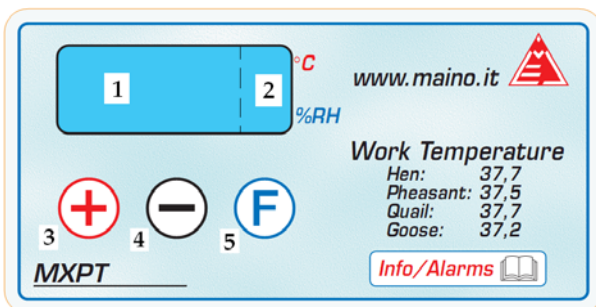 1
2
°C
%RH
www.maino.it
Work Temperature
Hen: 37,7
Pheasant: 37,5
Quail: 37,7
Goose: 37,2
+
−
F
3
4
5
MXPT
Info/Alarms